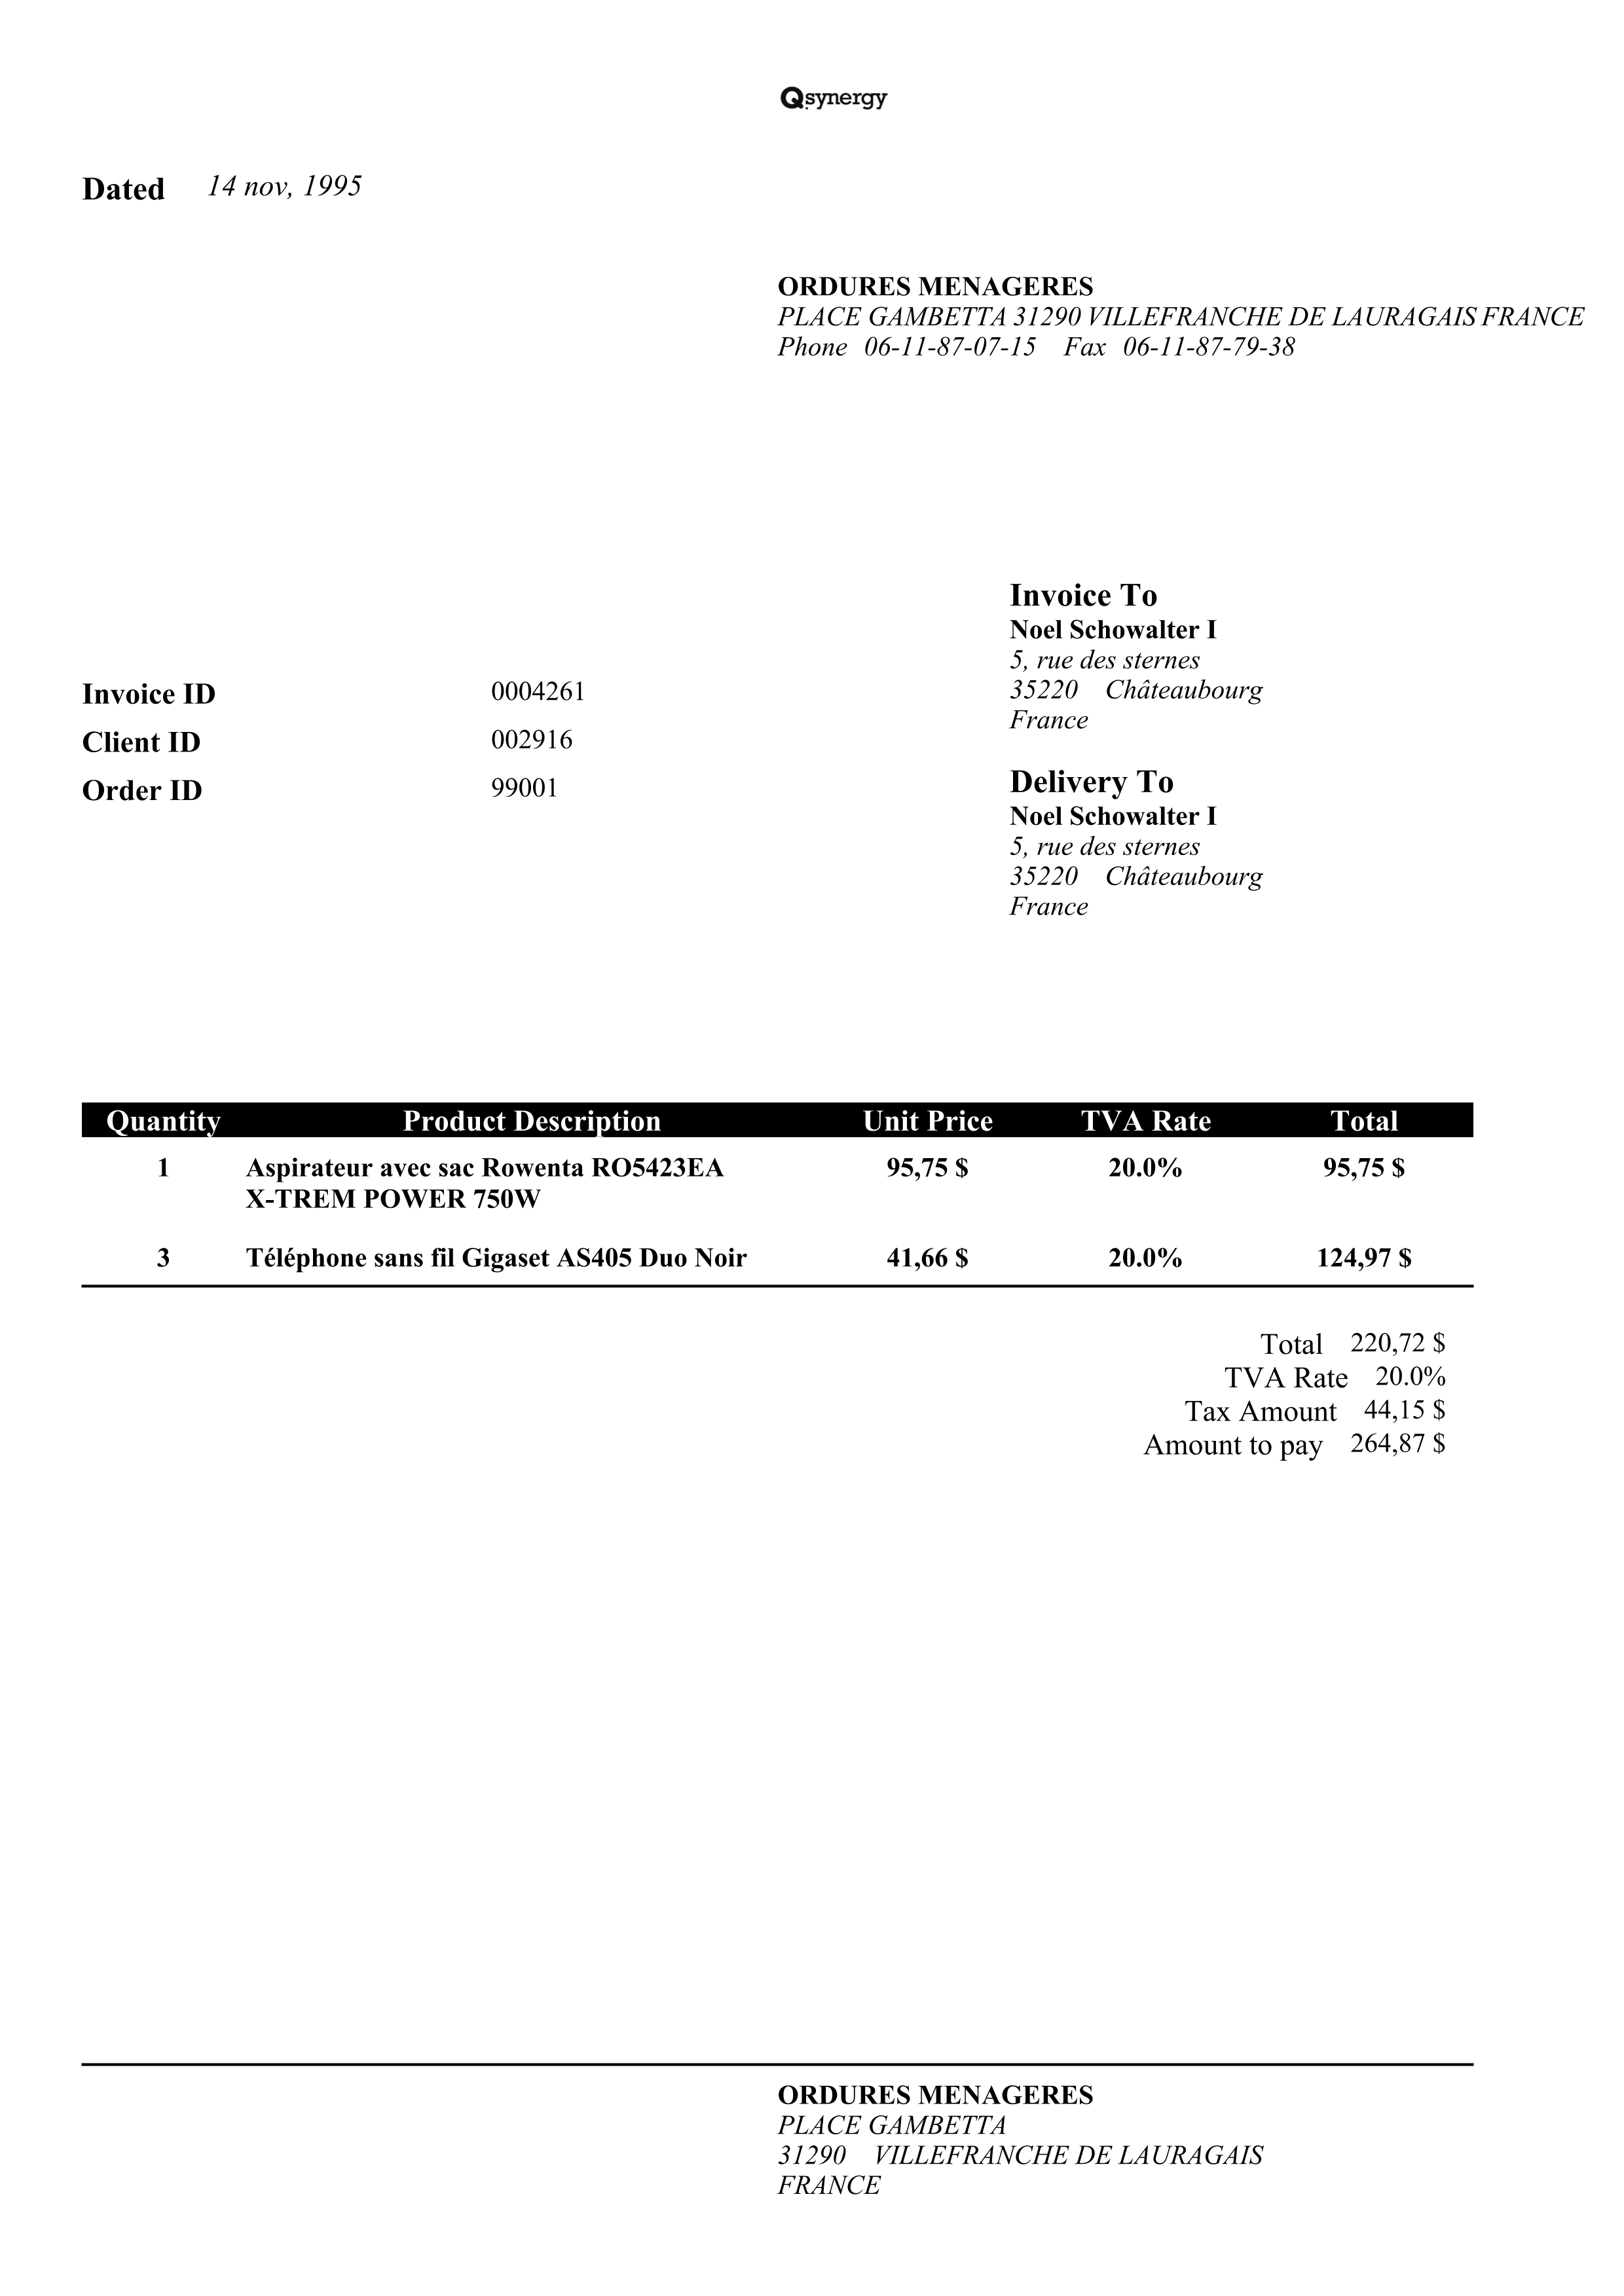 Qsynergy
Dated 14 nov, 1995
ORDURES MENAGERES
PLACE GAMBETTA 31290 VILLEFRANCHE DE LAURAGAIS FRANCE
Phone 06-11-87-07-15 Fax 06-11-87-79-38
Invoice To
Noel Schowalter I
5, rue des sternes
35220 Châteaubourg
France
Invoice ID 0004261
Client ID 002916
Order ID 99001
Delivery To
Noel Schowalter I
5, rue des sternes
35220 Châteaubourg
France
Quantity Product Description Unit Price TVA Rate Total
1 Aspirateur avec sac Rowenta RO5423EA 95,75 $ 20.0% 95,75 $
X-TREM POWER 750W
3 Téléphone sans fil Gigaset AS405 Duo Noir 41,66 $ 20.0% 124,97 $
Total 220,72 $
TVA Rate 20.0%
Tax Amount 44,15 $
Amount to pay 264,87 $
ORDURES MENAGERES
PLACE GAMBETTA
31290 VILLEFRANCHE DE LAURAGAIS
FRANCE